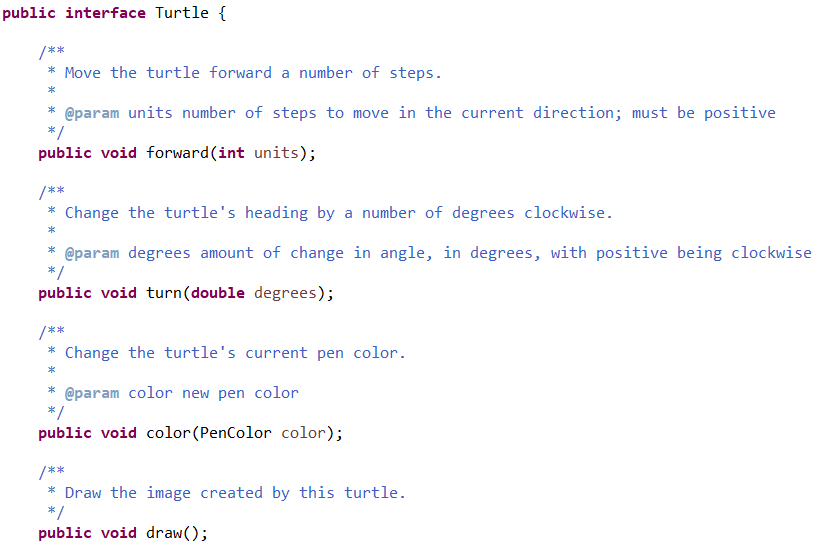 public interface Turtle {
/**
* Move the turtle forward a number of steps.
*
* @param units number of steps to move in the current direction; must be positive
*/
public void forward(int units);
/**
* Change the turtle's heading by a number of degrees clockwise.
*
* @param degrees amount of change in angle, in degrees, with positive being clockwise
*/
public void turn(double degrees);
/**
* Change the turtle's current pen color.
*
* @param color new pen color
*/
public void color(PenColor color);
/**
* Draw the image created by this turtle.
*/
public void draw();